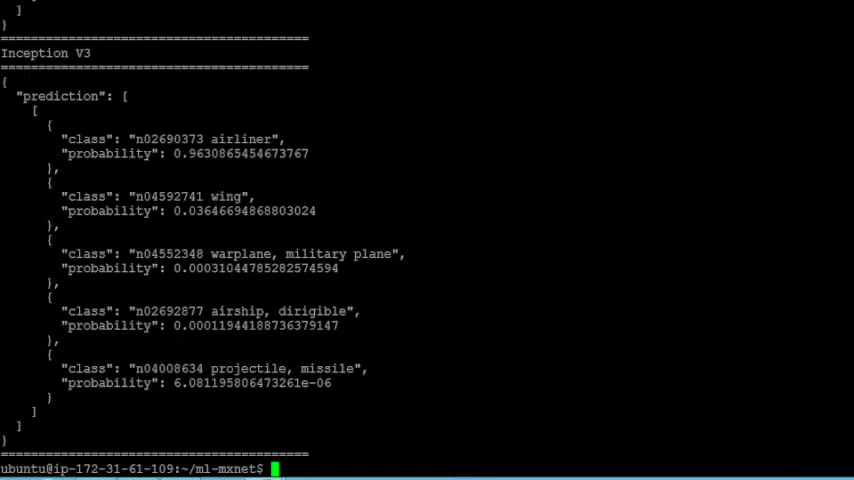 ]
}
=========================================
Inception V3
=========================================
{
"prediction": [
[
{
"class": "n02690373 airliner",
"probability": 0.9630865454673767
},
{
"class": "n04592741 wing",
"probability": 0.03646694868803024
},
{
"class": "n04552348 warplane, military plane",
"probability": 0.00031044785282574594
},
{
"class": "n02692877 airship, dirigible",
"probability": 0.00011944188736379147
},
{
"class": "n04008634 projectile, missile",
"probability": 6.081195806473261e-06
}
]
]
}
=========================================
ubuntu@ip-172-31-61-109:~/ml-mxnet$